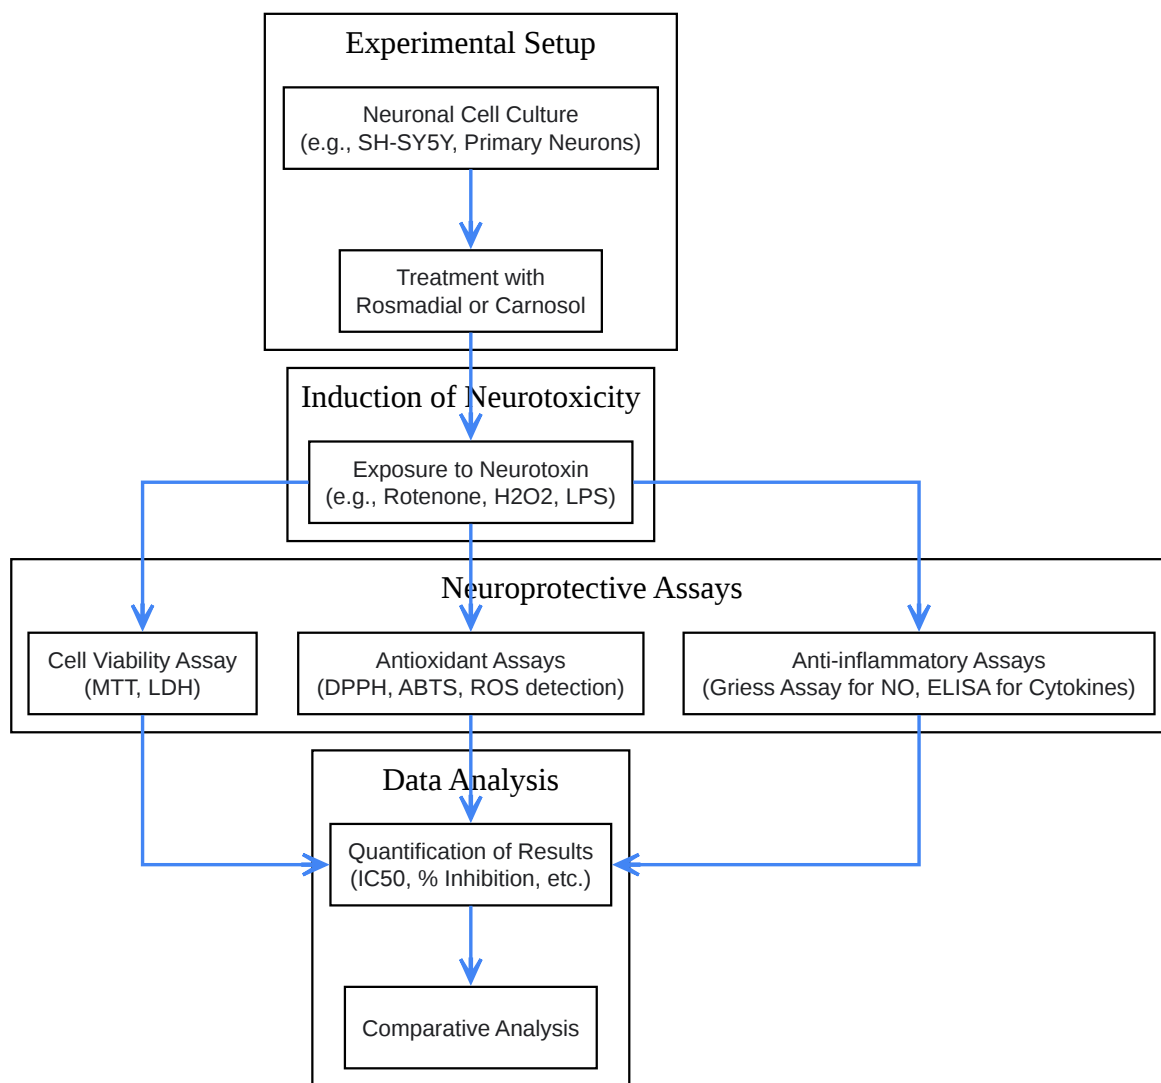 Experimental Setup
Neuronal Cell Culture
(e.g., SH-SY5Y, Primary Neurons)
Treatment with
Rosmadial or Carnosol
Induction of Neurotoxicity
Exposure to Neurotoxin
(e.g., Rotenone, H2O2, LPS)
Neuroprotective Assays
Cell Viability Assay
(MTT, LDH)
Antioxidant Assays
(DPPH, ABTS, ROS detection)
Anti-inflammatory Assays
(Griess Assay for NO, ELISA for Cytokines)
Data Analysis
Quantification of Results
(IC50, % Inhibition, etc.)
Comparative Analysis